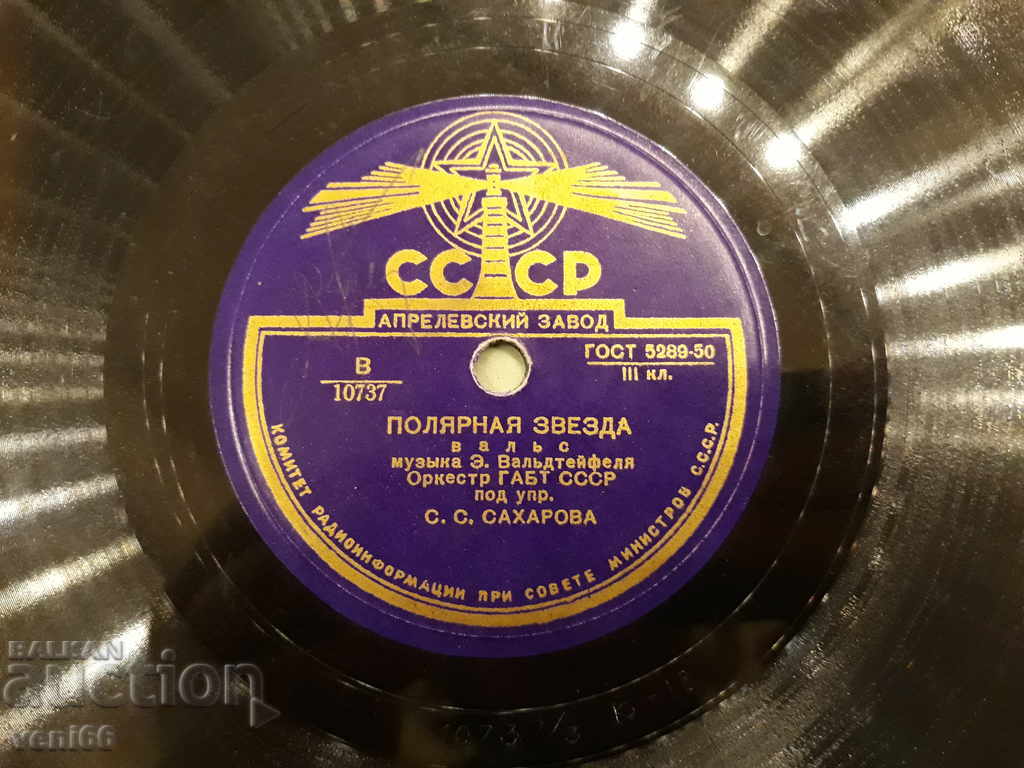 СССР
АПРЕЛЕВСКИЙ ЗАВОД
В
10737
ГОСТ 5289-50
III кл.
ПОЛЯРНАЯ ЗВЕЗДА
вальс
музыка Э. Вальдтейфеля
Оркестр ГАБТ СССР
под упр.
С. С. САХАРОВА
КОМИТЕТ РАДИОИНФОРМАЦИИ ПРИ СОВЕТЕ МИНИСТРОВ С.С.С.Р.
BALKAN
auction
veni66